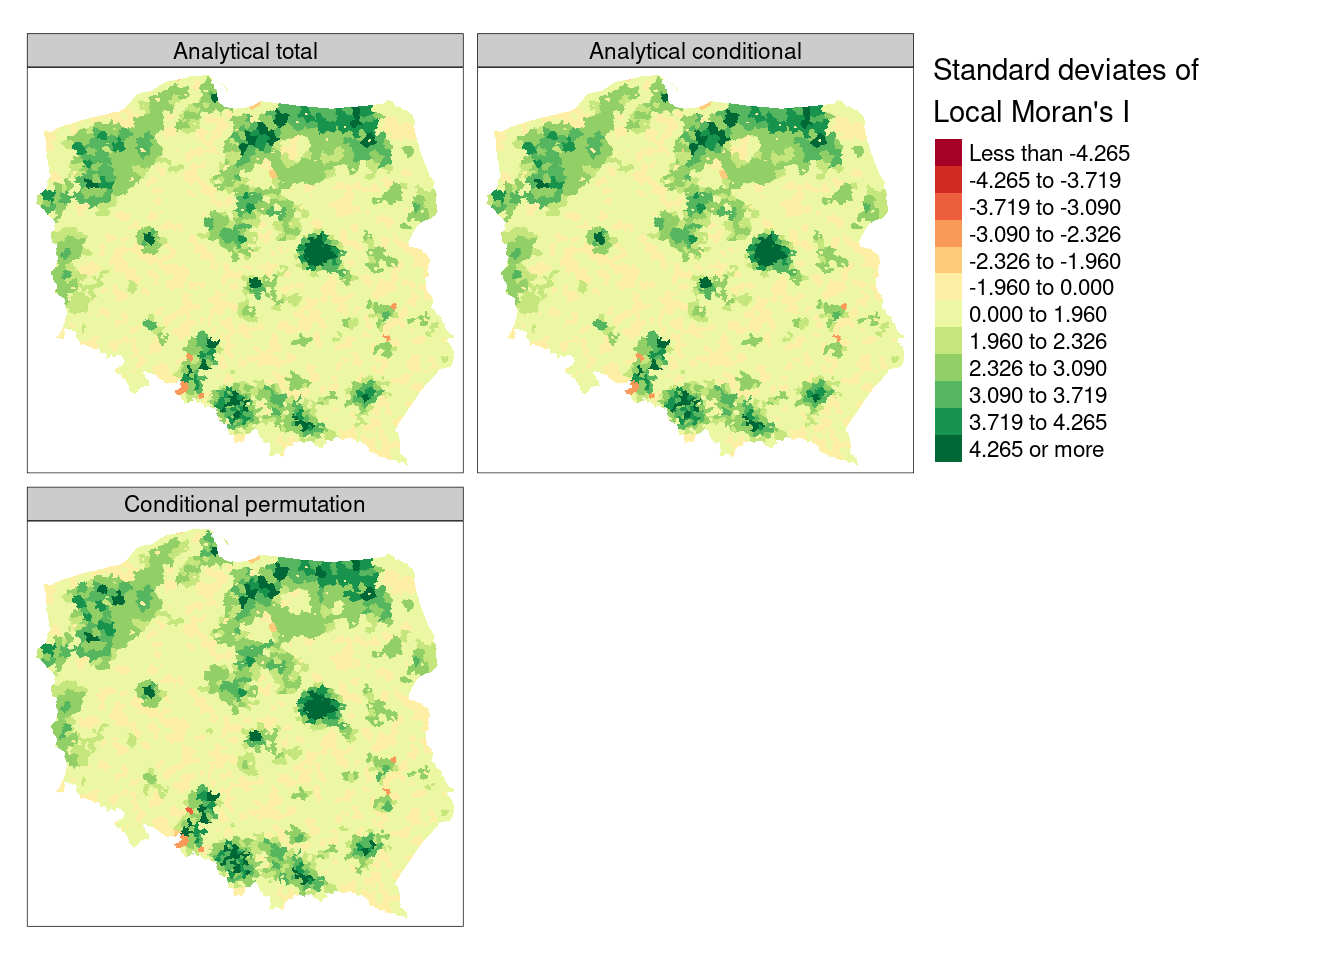 Analytical total
Analytical conditional
Standard deviates of
Local Moran's I
Less than -4.265
-4.265 to -3.719
-3.719 to -3.090
-3.090 to -2.326
-2.326 to -1.960
-1.960 to 0.000
0.000 to 1.960
1.960 to 2.326
2.326 to 3.090
3.090 to 3.719
3.719 to 4.265
4.265 or more
Conditional permutation